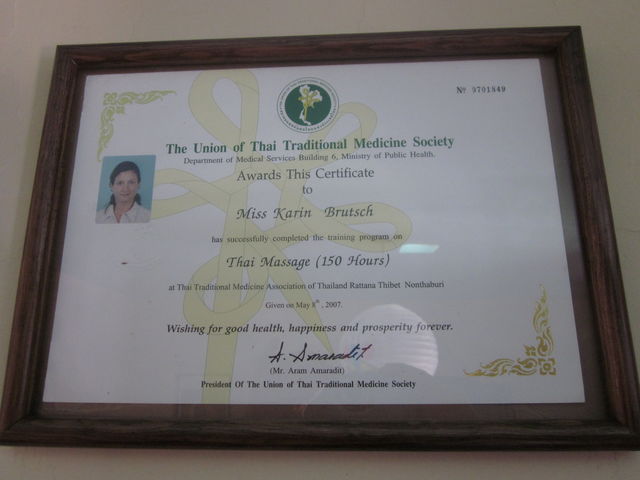 Nº 9701849
The Union of Thai Traditional Medicine Society
Department of Medical Services Building 6, Ministry of Public Health.
Awards This Certificate
to
Miss Karin Brutsch
has successfully completed the training program on
Thai Massage (150 Hours)
at Thai Traditional Medicine Association of Thailand Rattana Thibet Nonthaburi
Given on May 8th, 2007.
Wishing for good health, happiness and prosperity forever.
A. Amaradit
(Mr. Aram Amaradit)
President Of The Union of Thai Traditional Medicine Society